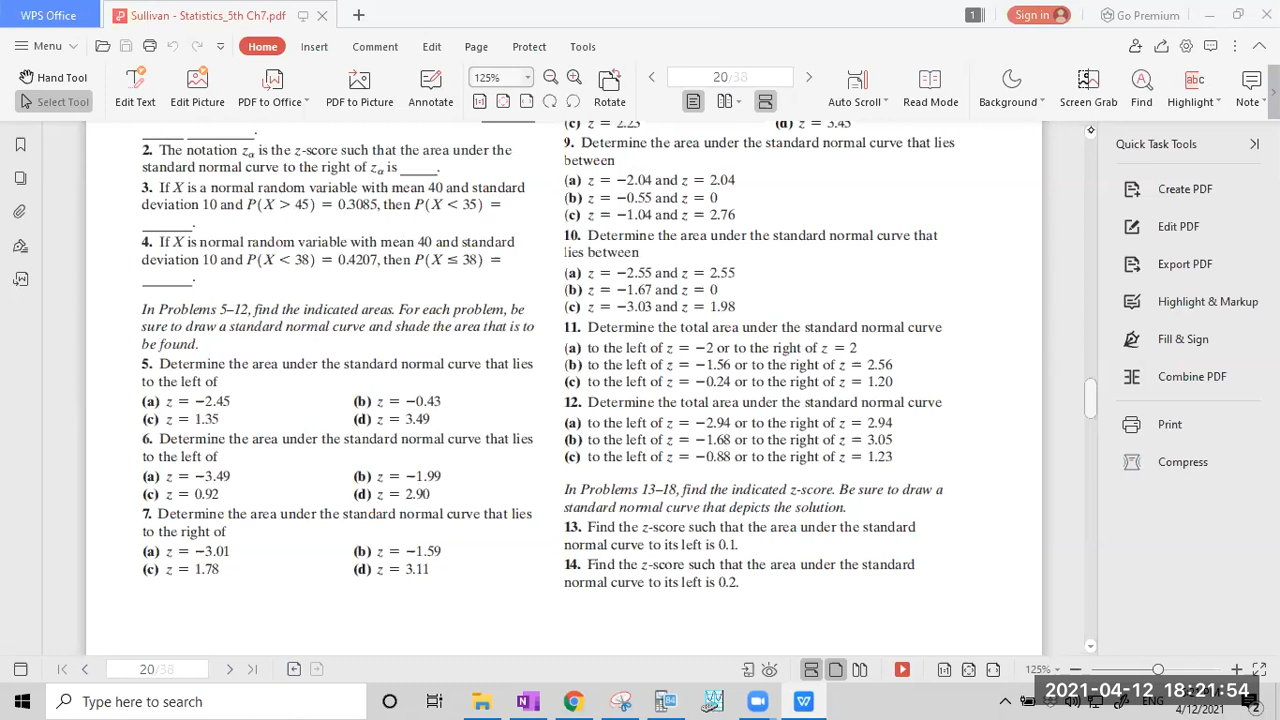 WPS Office
Sullivan - Statistics_5th Ch7.pdf
1
Sign in
Go Premium
Menu
Home
Insert
Comment
Edit
Page
Protect
Tools
Hand Tool
Select Tool
Edit Text
Edit Picture
PDF to Office
PDF to Picture
Annotate
125%
Rotate
20/38
Auto Scroll
Read Mode
Background
Screen Grab
Find
Highlight
Note
2. The notation zα is the z-score such that the area under the
standard normal curve to the right of zα is _____.
3. If X is a normal random variable with mean 40 and standard
deviation 10 and P(X > 45) = 0.3085, then P(X < 35) =
_______.
4. If X is normal random variable with mean 40 and standard
deviation 10 and P(X < 38) = 0.4207, then P(X ≤ 38) =
_______.
In Problems 5–12, find the indicated areas. For each problem, be
sure to draw a standard normal curve and shade the area that is to
be found.
5. Determine the area under the standard normal curve that lies
to the left of
(a) z = −2.45 (b) z = −0.43
(c) z = 1.35 (d) z = 3.49
6. Determine the area under the standard normal curve that lies
to the left of
(a) z = −3.49 (b) z = −1.99
(c) z = 0.92 (d) z = 2.90
7. Determine the area under the standard normal curve that lies
to the right of
(a) z = −3.01 (b) z = −1.59
(c) z = 1.78 (d) z = 3.11
(c) z = 2.23 (d) z = 3.45
9. Determine the area under the standard normal curve that lies
between
(a) z = −2.04 and z = 2.04
(b) z = −0.55 and z = 0
(c) z = −1.04 and z = 2.76
10. Determine the area under the standard normal curve that
lies between
(a) z = −2.55 and z = 2.55
(b) z = −1.67 and z = 0
(c) z = −3.03 and z = 1.98
11. Determine the total area under the standard normal curve
(a) to the left of z = −2 or to the right of z = 2
(b) to the left of z = −1.56 or to the right of z = 2.56
(c) to the left of z = −0.24 or to the right of z = 1.20
12. Determine the total area under the standard normal curve
(a) to the left of z = −2.94 or to the right of z = 2.94
(b) to the left of z = −1.68 or to the right of z = 3.05
(c) to the left of z = −0.88 or to the right of z = 1.23
In Problems 13–18, find the indicated z-score. Be sure to draw a
standard normal curve that depicts the solution.
13. Find the z-score such that the area under the standard
normal curve to its left is 0.1.
14. Find the z-score such that the area under the standard
normal curve to its left is 0.2.
Quick Task Tools
Create PDF
Edit PDF
Export PDF
Highlight & Markup
Fill & Sign
Combine PDF
Print
Compress
20/38
125%
Type here to search
2021-04-12 18:21:54
4/12/2021